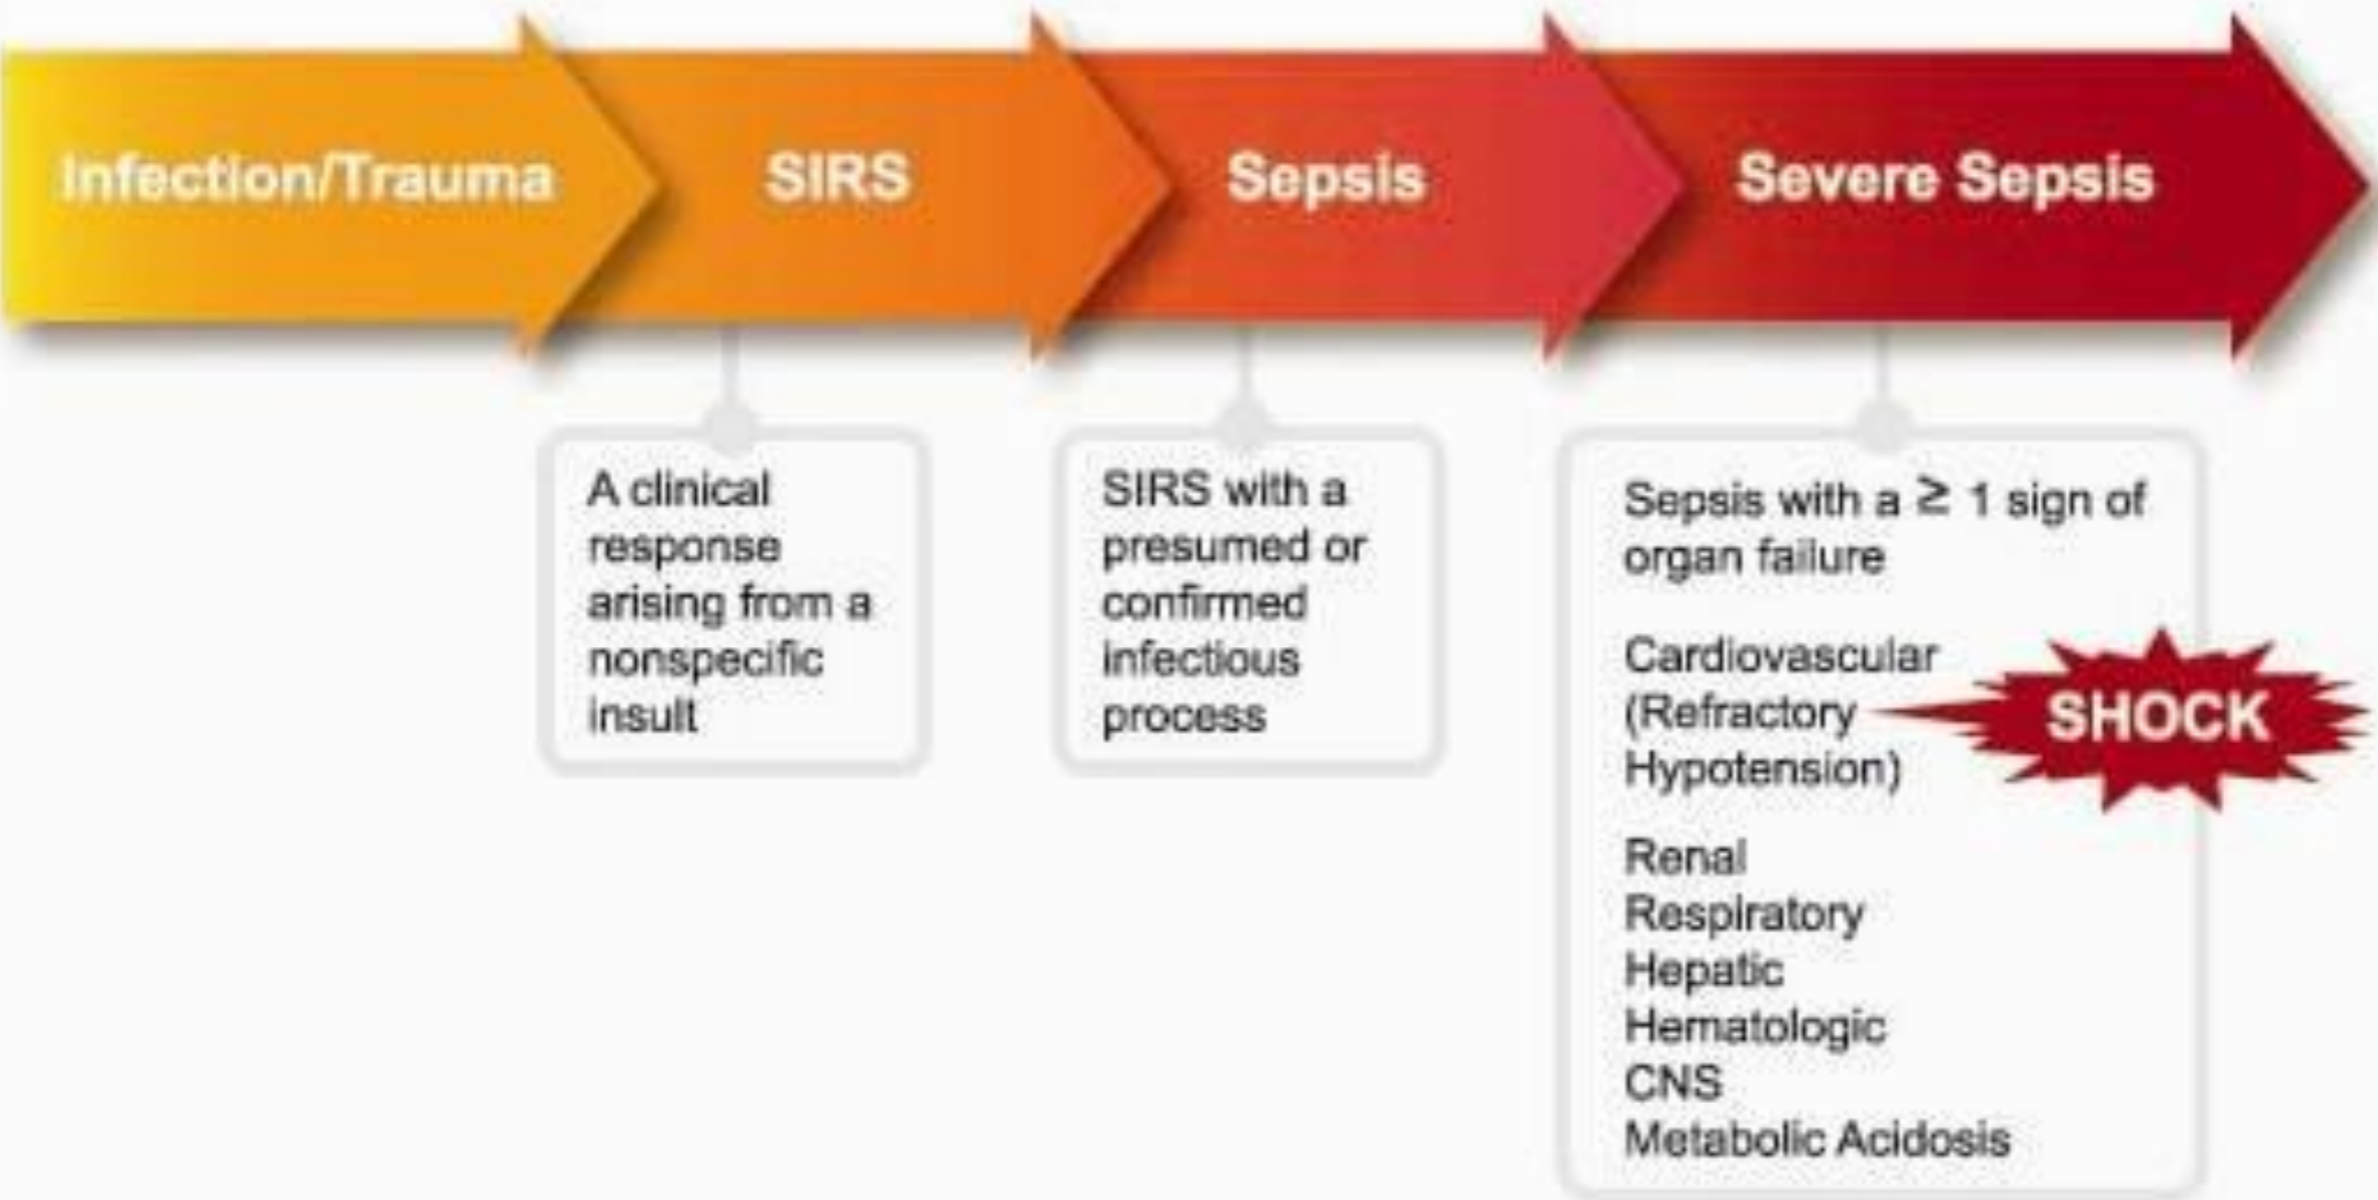 Infection/Trauma
SIRS
Sepsis
Severe Sepsis
A clinical
response
arising from a
nonspecific
insult
SIRS with a
presumed or
confirmed
infectious
process
Sepsis with a ≥ 1 sign of
organ failure
Cardiovascular
(Refractory
Hypotension)
SHOCK
Renal
Respiratory
Hepatic
Hematologic
CNS
Metabolic Acidosis